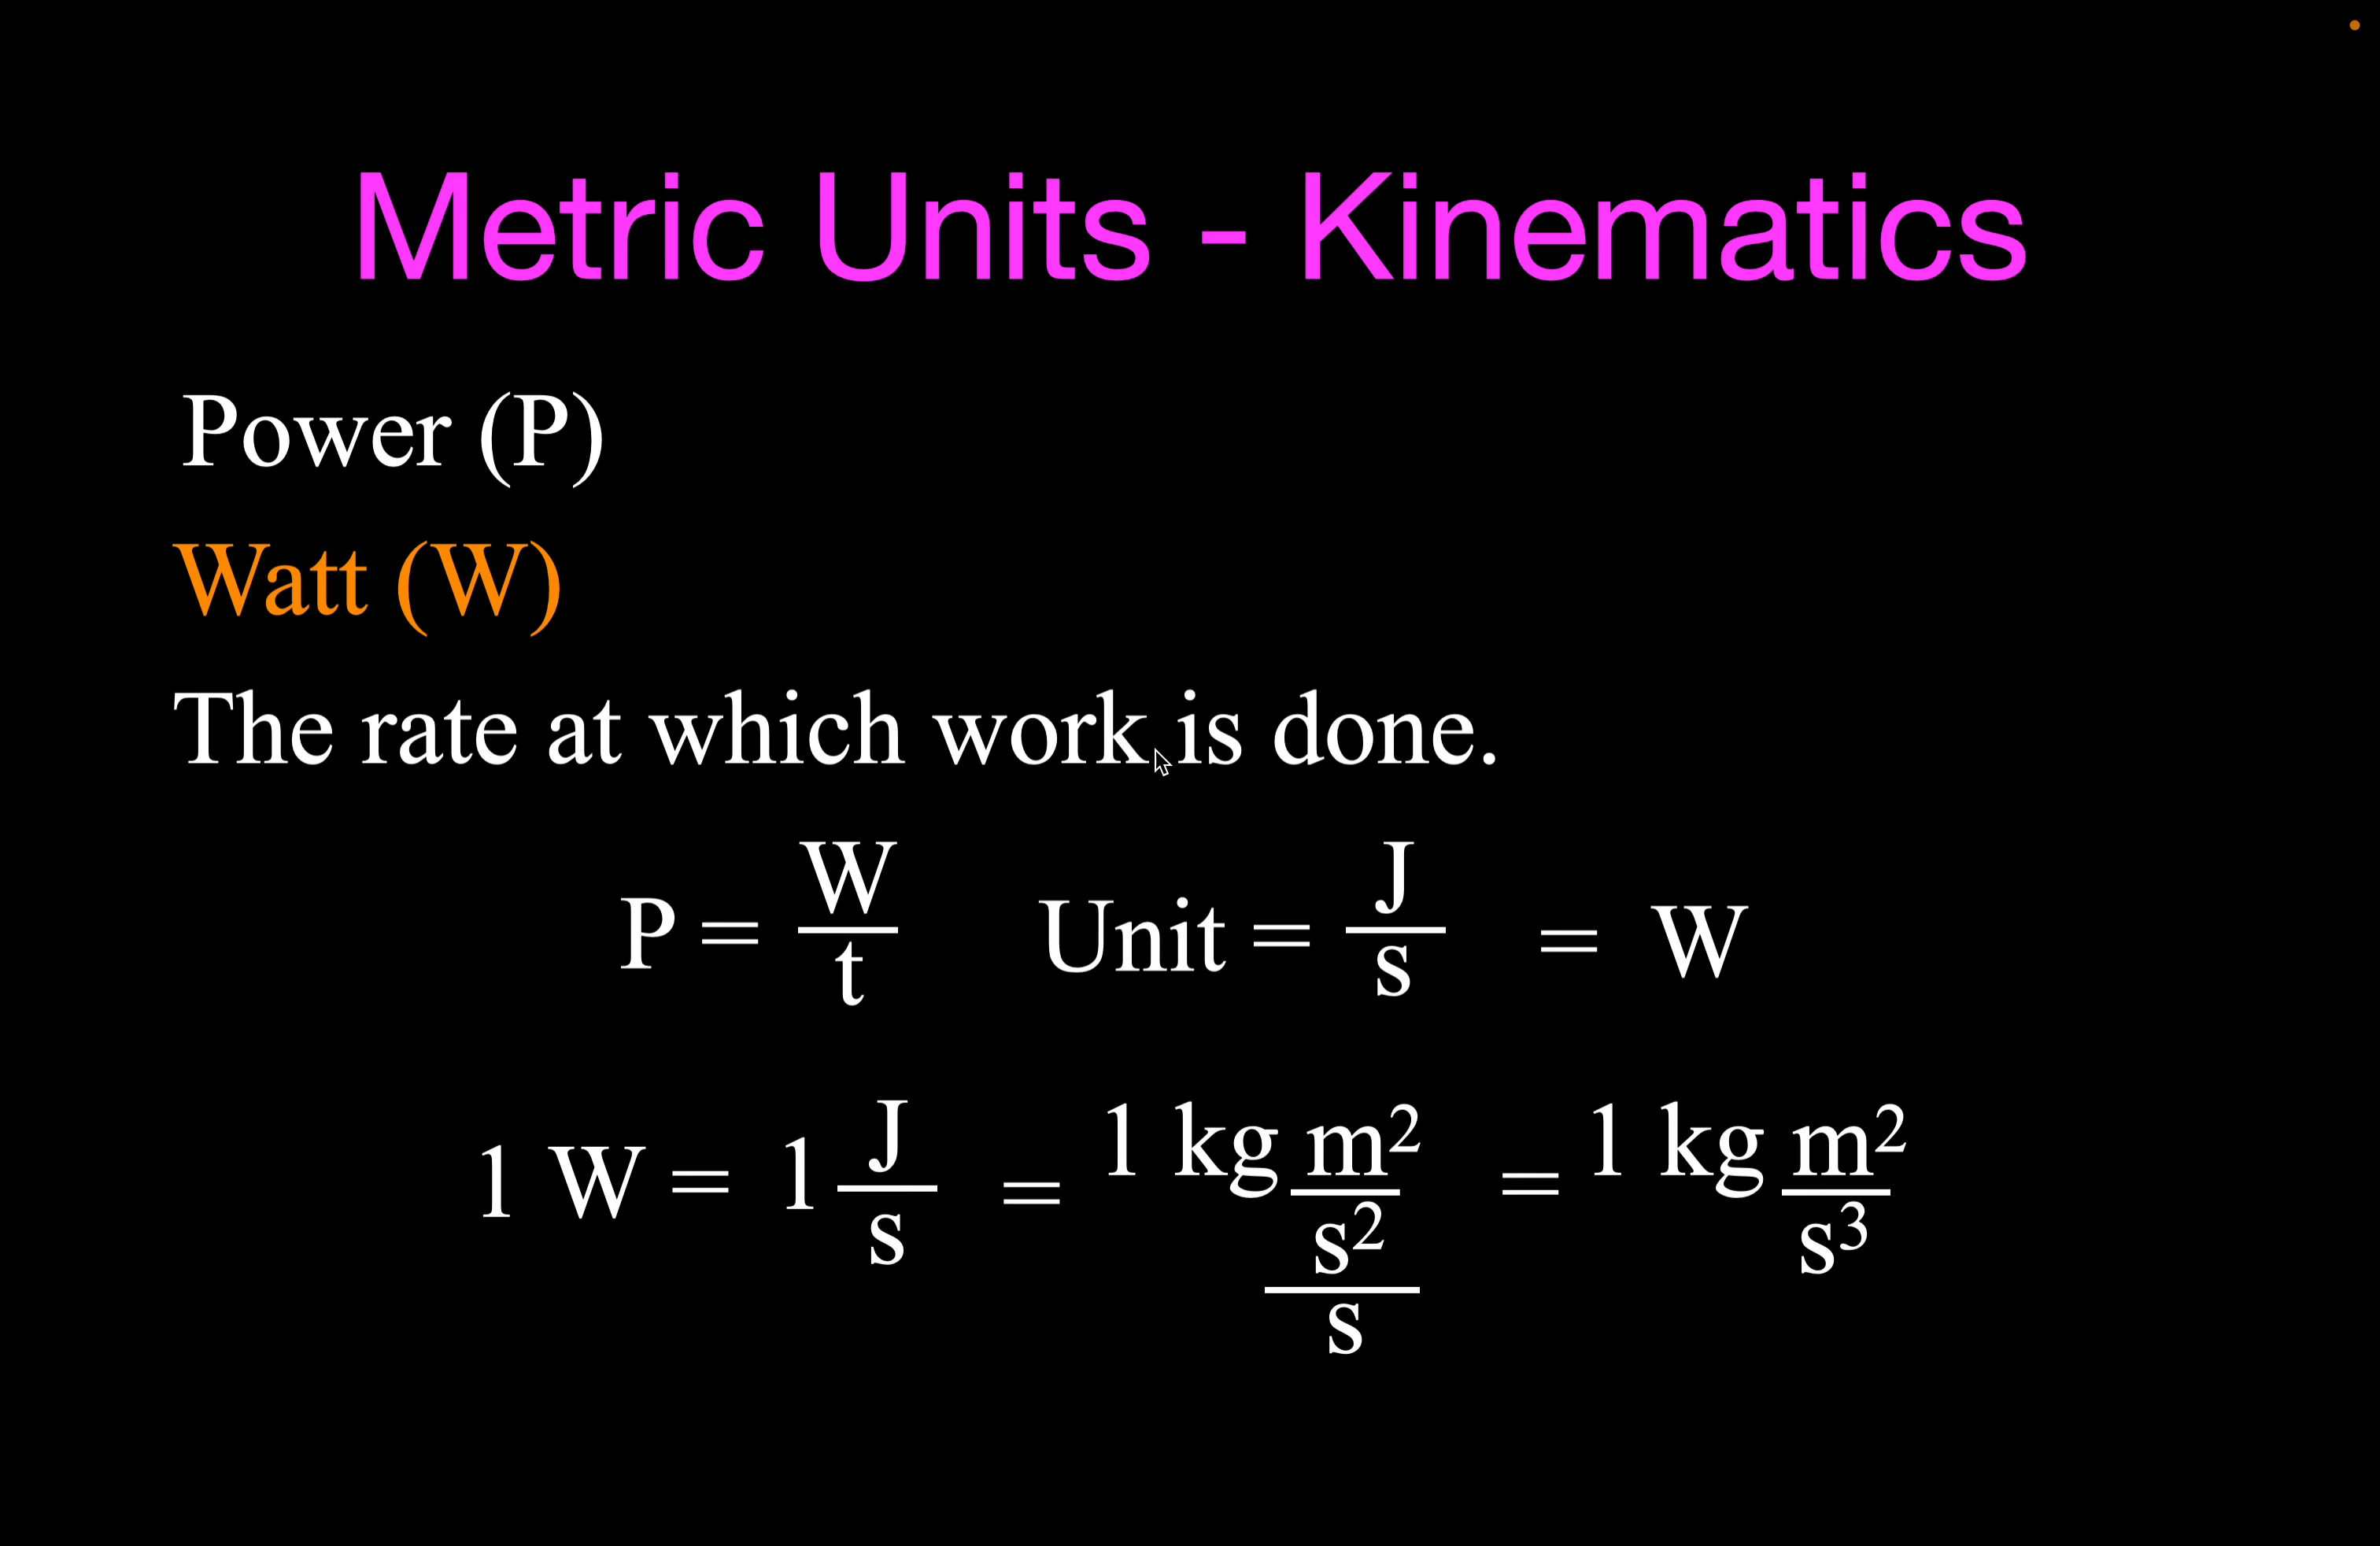 Metric Units - Kinematics
Power (P)
Watt (W)
The rate at which work is done.
P = W/t Unit = J/s = W
1 W = 1 J/s = 1 kg m²/s²/s = 1 kg m²/s³